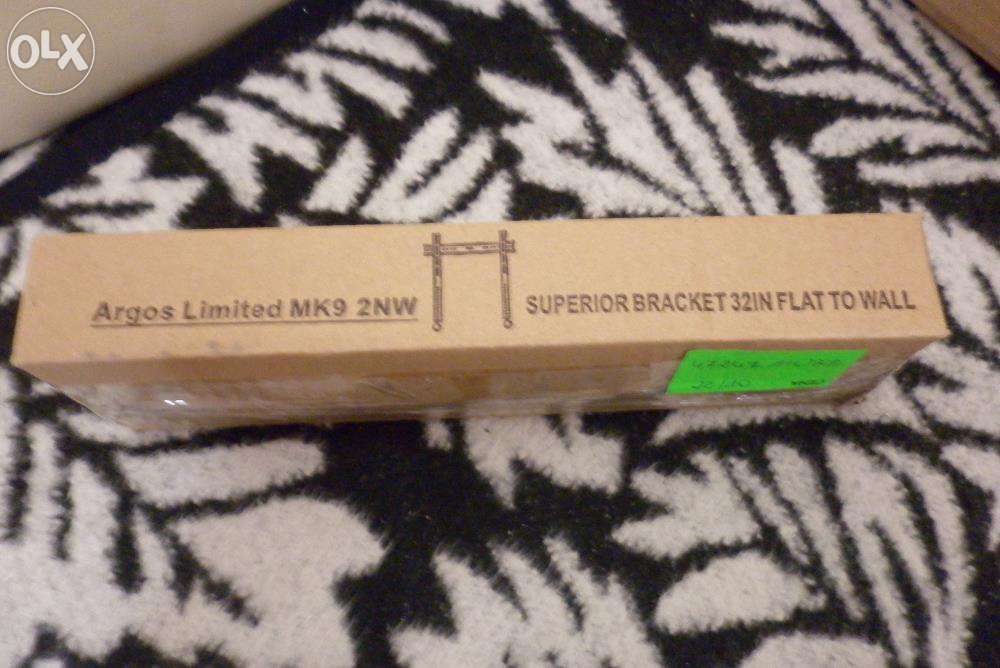 OLX
Argos Limited MK9 2NW
SUPERIOR BRACKET 32IN FLAT TO WALL